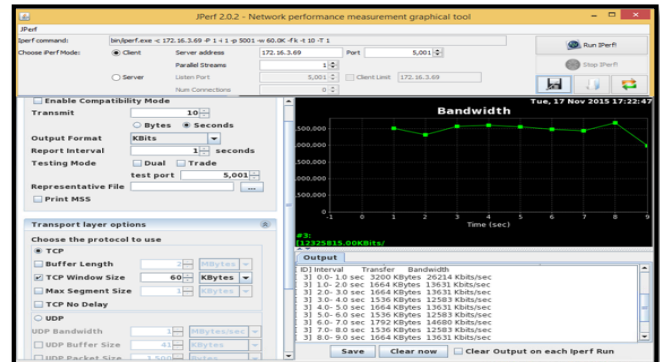 JPerf 2.0.2 - Network performance measurement graphical tool
JPerf
Iperf command:
bin/iperf.exe -c 172.16.3.69 -P 1 -i 1 -p 5001 -w 60.0K -f k -t 10 -T 1
Choose iPerf Mode:
Client
Server address
172.16.3.69
Port
5,001
Parallel Streams
1
Server
Listen Port
5,001
Client Limit
172.16.3.69
Num Connections
0
Run IPerf!
Stop IPerf!
Enable Compatibility Mode
Transmit
10
Bytes
Seconds
Output Format
KBits
Report Interval
1
seconds
Testing Mode
Dual
Trade
test port
5,001
Representative File
...
Print MSS
Transport layer options
Choose the protocol to use
TCP
Buffer Length
2
MBytes
TCP Window Size
60
KBytes
Max Segment Size
1
KBytes
TCP No Delay
UDP
UDP Bandwidth
1
MBytes/sec
UDP Buffer Size
41
KBytes
UDP Packet Size
1,500
Tue, 17 Nov 2015 17:22:47
Bandwidth
500,000
000,000
500,000
000,000
500,000
0
-1 0 1 2 3 4 5 6 7 8 9
Time (sec)
#3:
[12325815.00KBits/
Output
ID] Interval Transfer Bandwidth
3] 0.0- 1.0 sec 3200 KBytes 26214 Kbits/sec
3] 1.0- 2.0 sec 1664 KBytes 13631 Kbits/sec
3] 2.0- 3.0 sec 1536 KBytes 12583 Kbits/sec
3] 3.0- 4.0 sec 1536 KBytes 12583 Kbits/sec
3] 4.0- 5.0 sec 1664 KBytes 13631 Kbits/sec
3] 5.0- 6.0 sec 1536 KBytes 12583 Kbits/sec
3] 6.0- 7.0 sec 1792 KBytes 14680 Kbits/sec
3] 7.0- 8.0 sec 1536 KBytes 12583 Kbits/sec
3] 8.0- 9.0 sec 1664 KBytes 13631 Kbits/sec
Save
Clear now
Clear Output on each Iperf Run